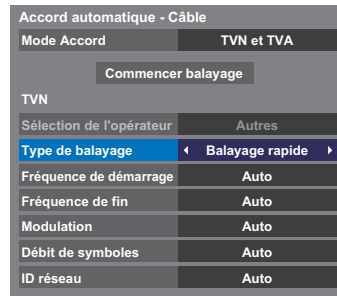 Accord automatique - Câble
Mode Accord TVN et TVA
Commencer balayage
TVN
Sélection de l'opérateur Autres
Type de balayage Balayage rapide
Fréquence de démarrage Auto
Fréquence de fin Auto
Modulation Auto
Débit de symboles Auto
ID réseau Auto